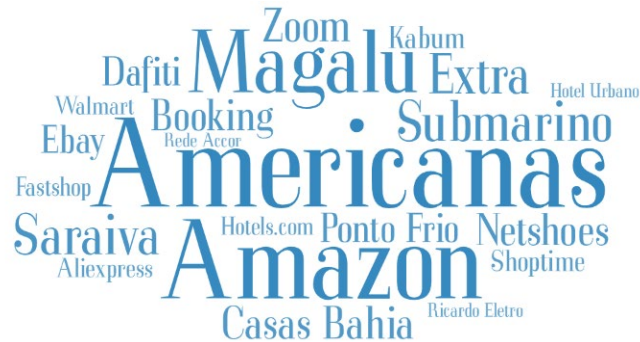 Zoom
Kabum
Magalu
Dafiti
Extra
Hotel Urbano
Walmart
Booking
Submarino
Ebay
Rede Accor
Americanas
Fastshop
Saraiva
Hotels.com
Ponto Frio
Netshoes
Aliexpress
Amazon
Shoptime
Casas Bahia
Ricardo Eletro